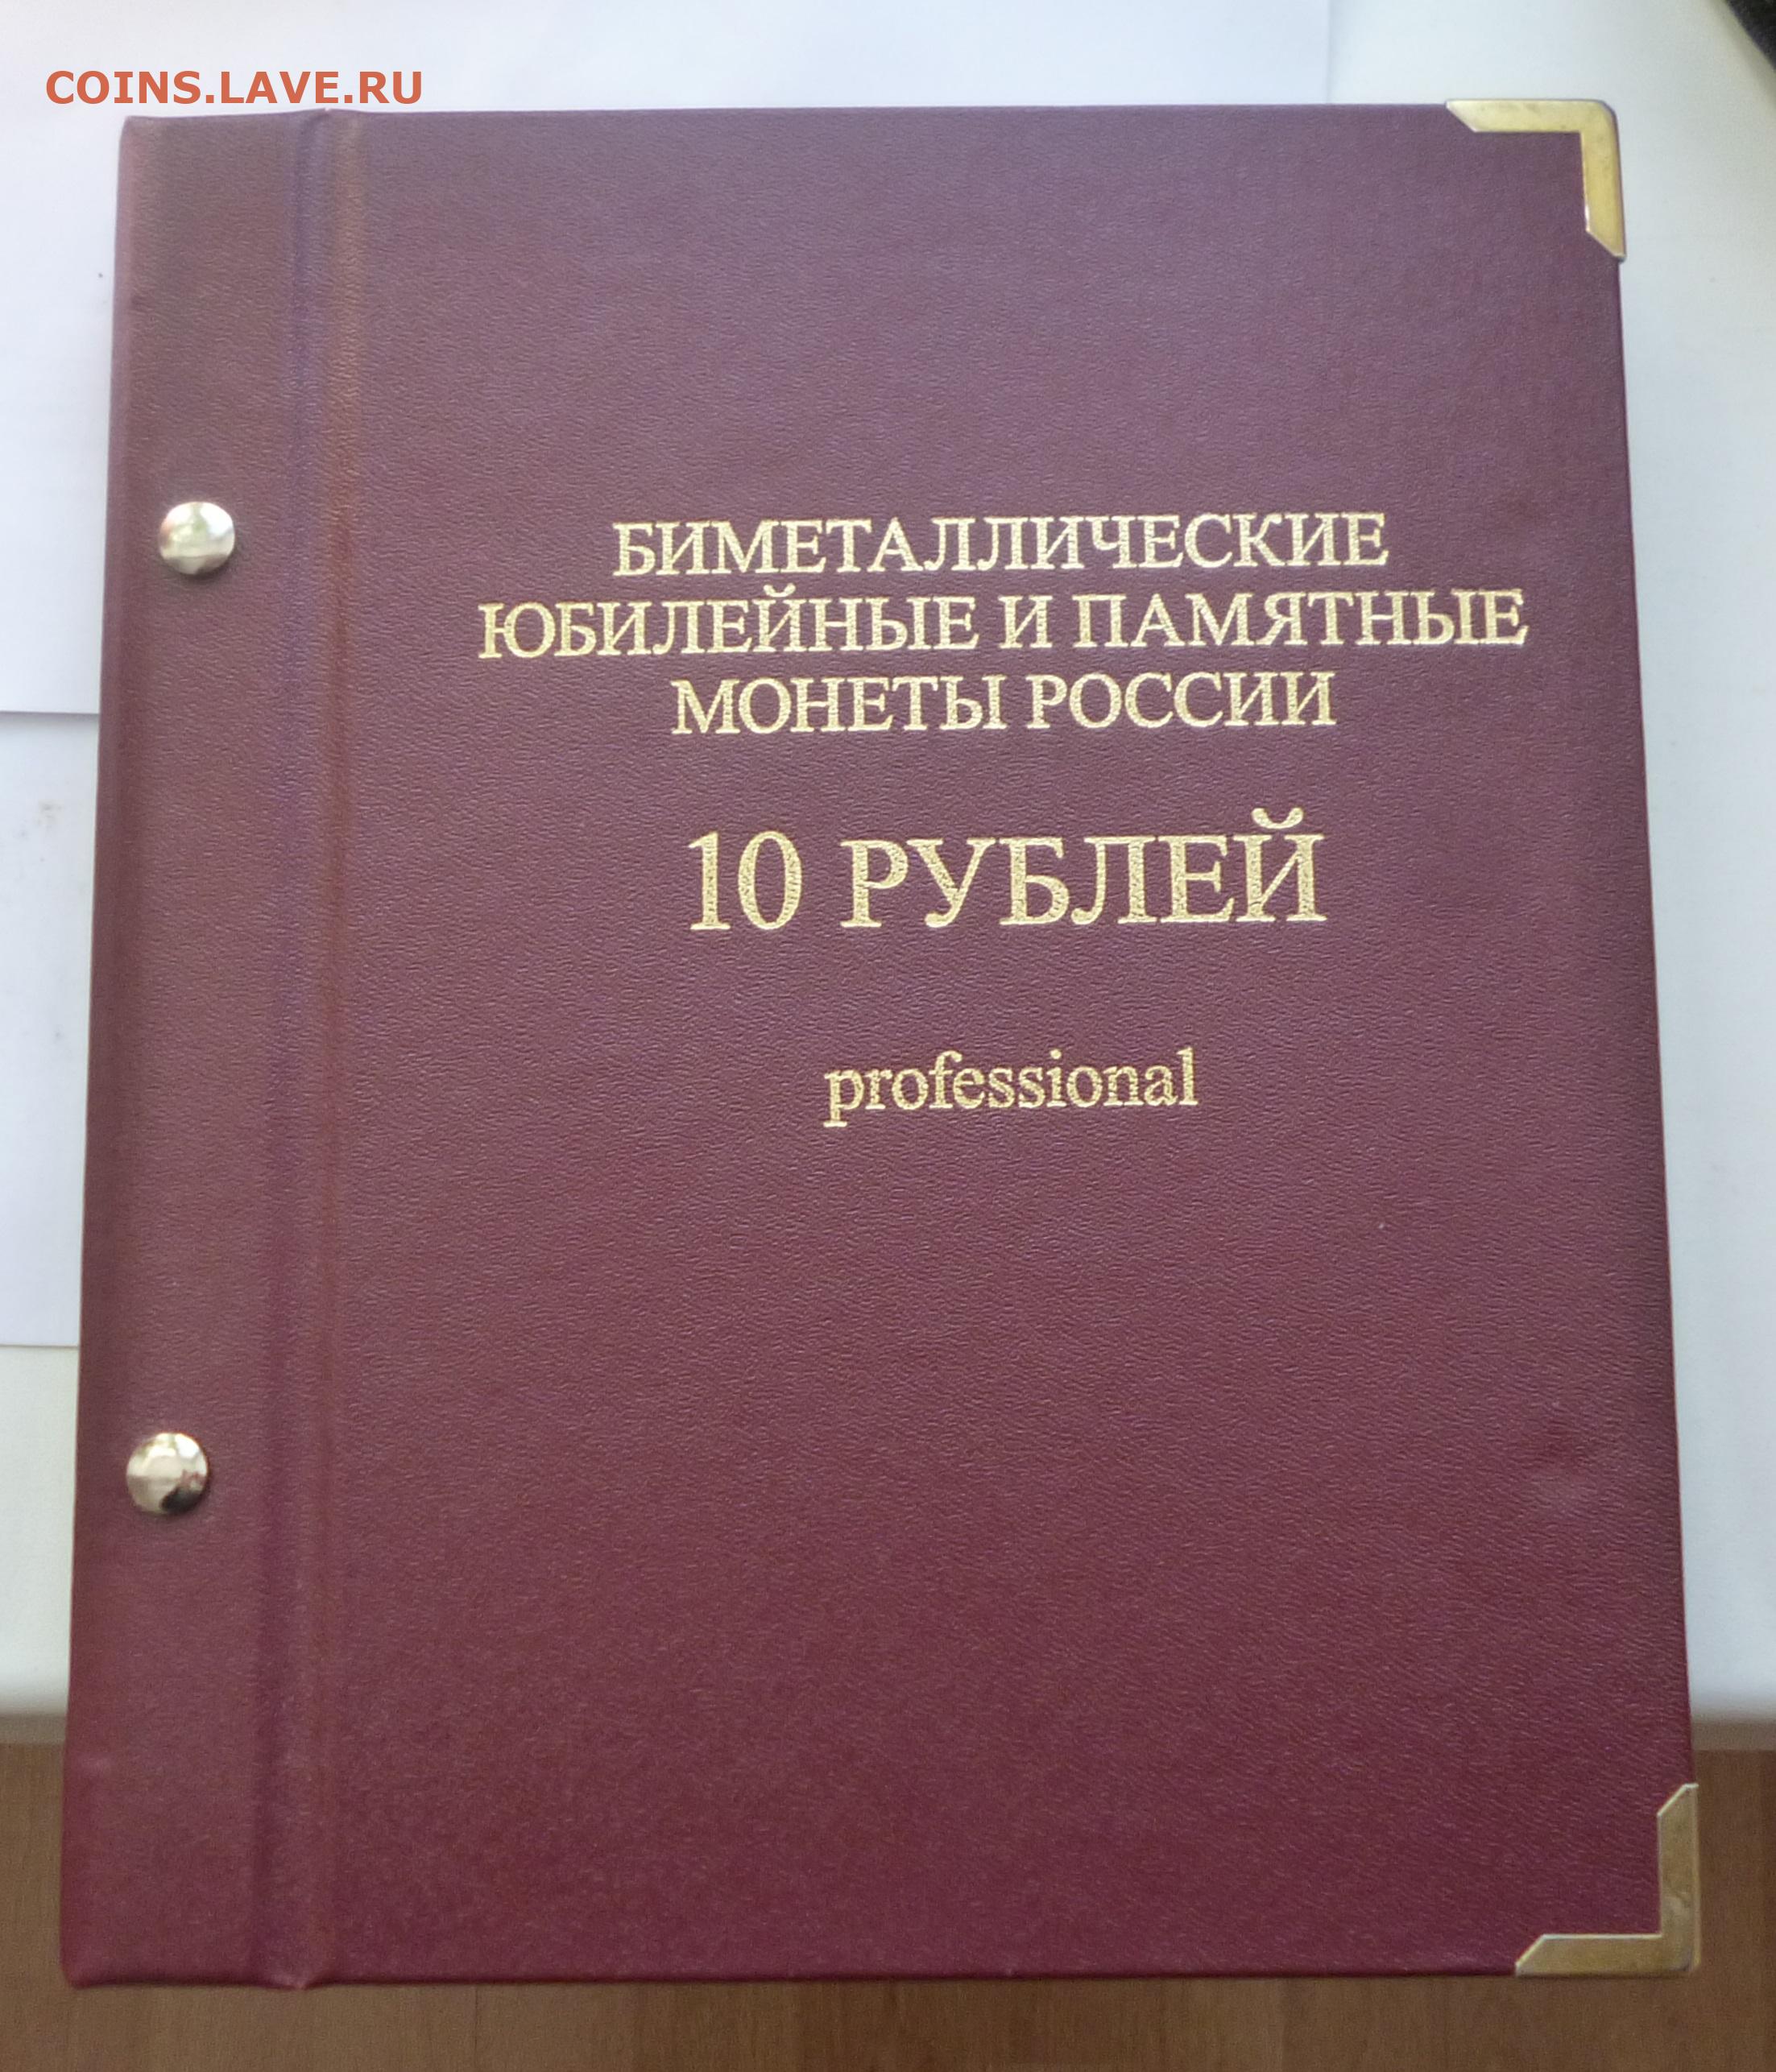 COINS.LAVE.RU
БИМЕТАЛЛИЧЕСКИЕ
ЮБИЛЕЙНЫЕ И ПАМЯТНЫЕ
МОНЕТЫ РОССИИ
10 РУБЛЕЙ
professional